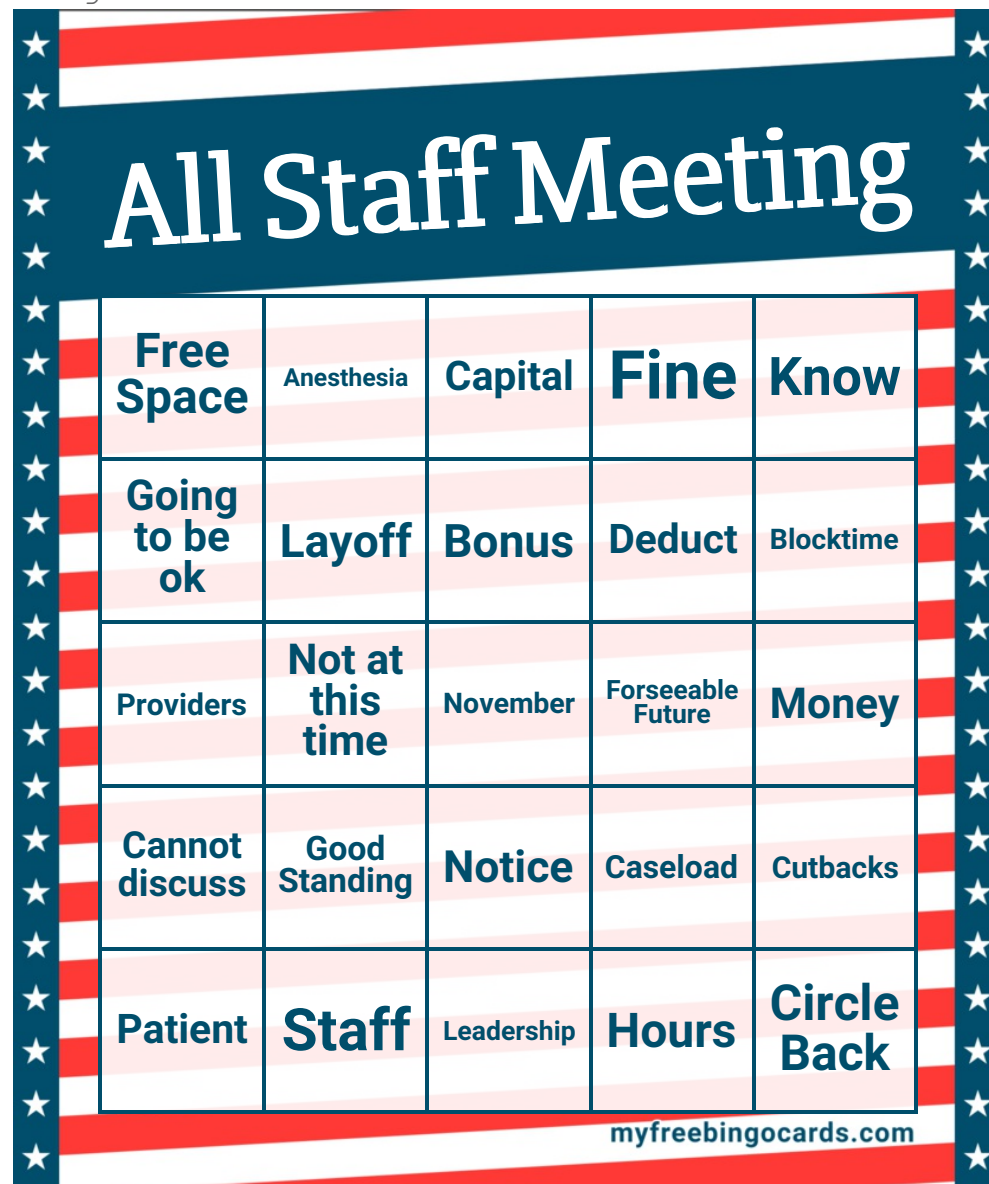 All Staff Meeting
Free
Space
Anesthesia
Capital
Fine
Know
Going
to be
ok
Layoff
Bonus
Deduct
Blocktime
Providers
Not at
this
time
November
Forseeable
Future
Money
Cannot
discuss
Good
Standing
Notice
Caseload
Cutbacks
Patient
Staff
Leadership
Hours
Circle
Back
myfreebingocards.com